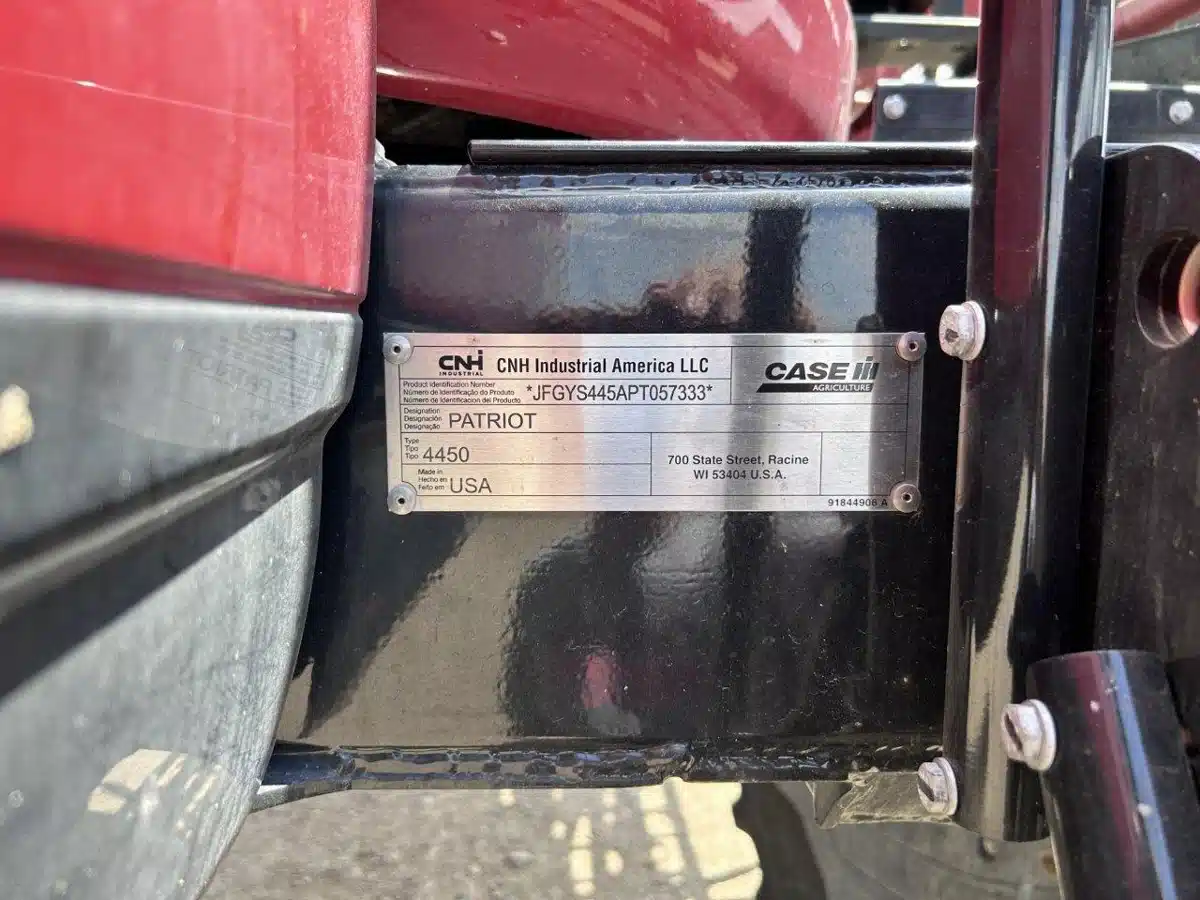 CNH
INDUSTRIAL
CNH Industrial America LLC
CASE IH
AGRICULTURE
Product Identification Number
Número de Identificação do Produto
Número de Identificacion del Producto
*JFGYS445APT057333*
Designation
Designación
Designação
PATRIOT
Type
Tipo
Tipo
4450
700 State Street, Racine
WI 53404 U.S.A.
Made in
Hecho en
Feito em
USA
91844906 A